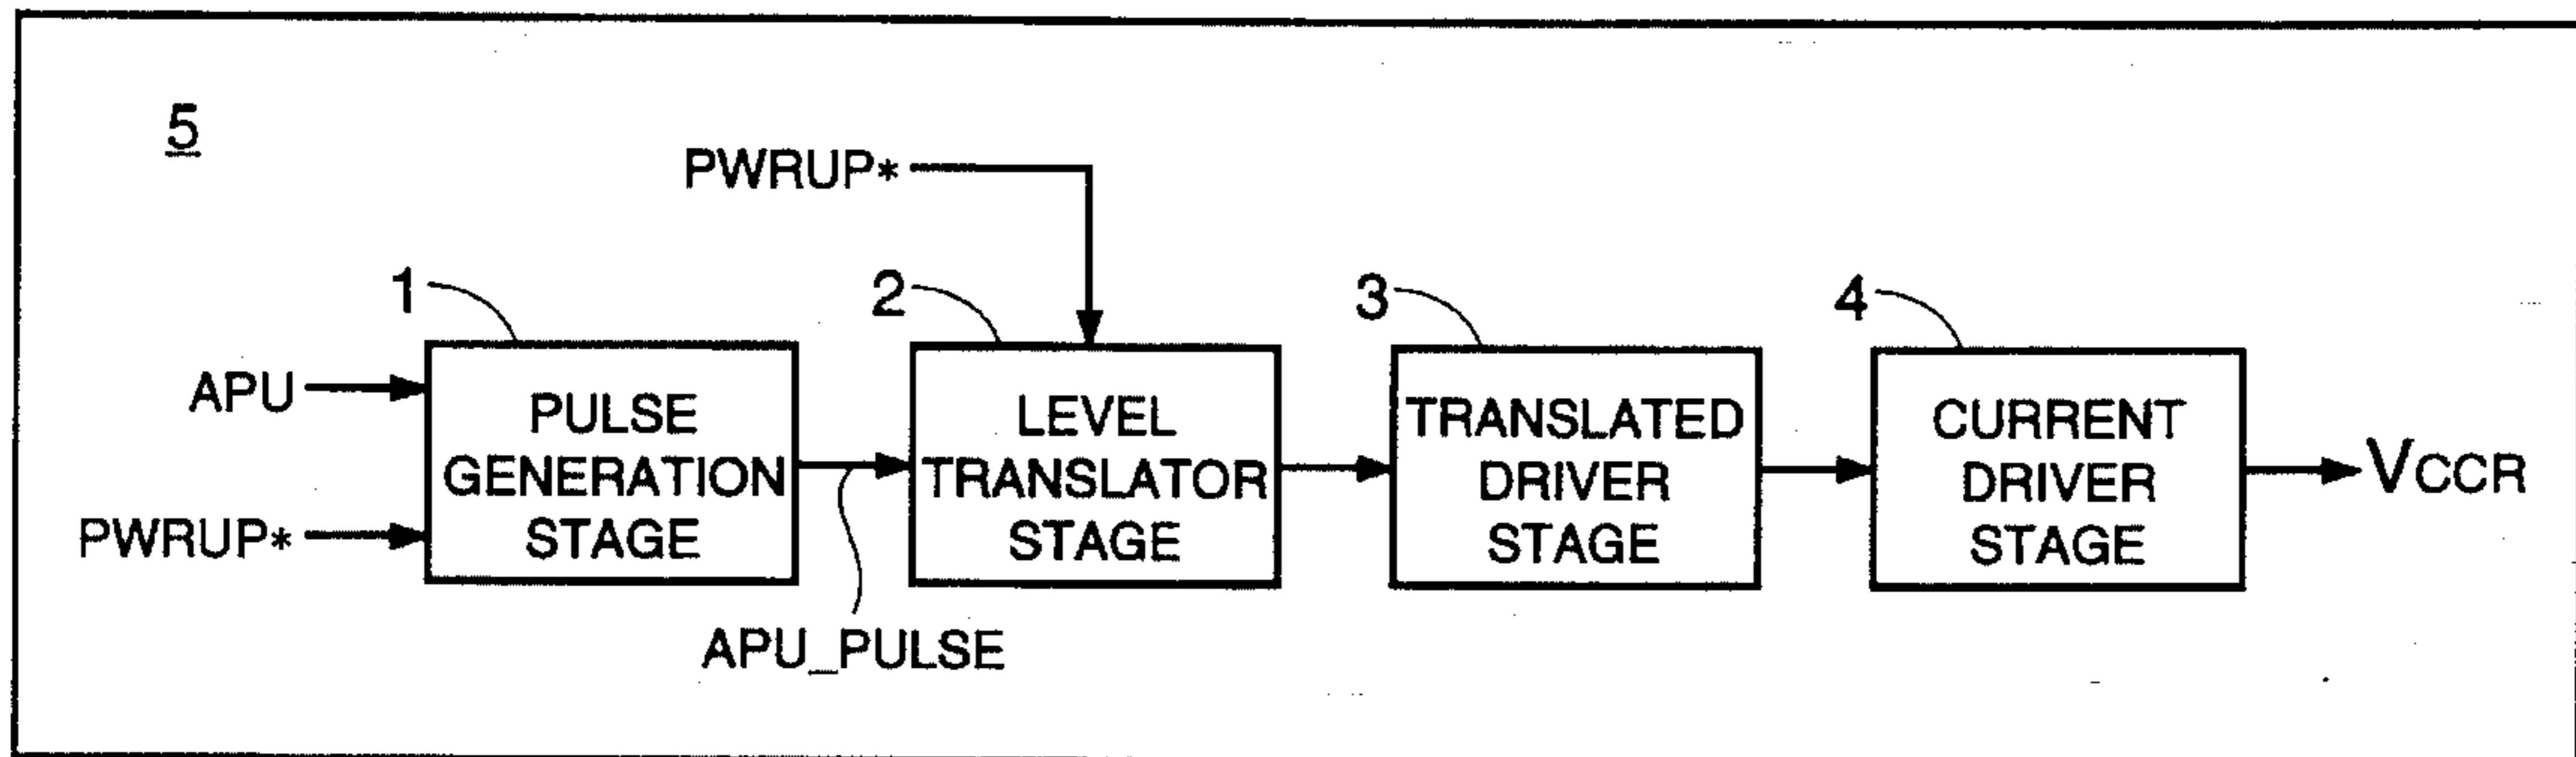 5
PWRUP*
1
2
3
4
APU
PWRUP*
PULSE
GENERATION
STAGE
APU_PULSE
LEVEL
TRANSLATOR
STAGE
TRANSLATED
DRIVER
STAGE
CURRENT
DRIVER
STAGE
VCCR